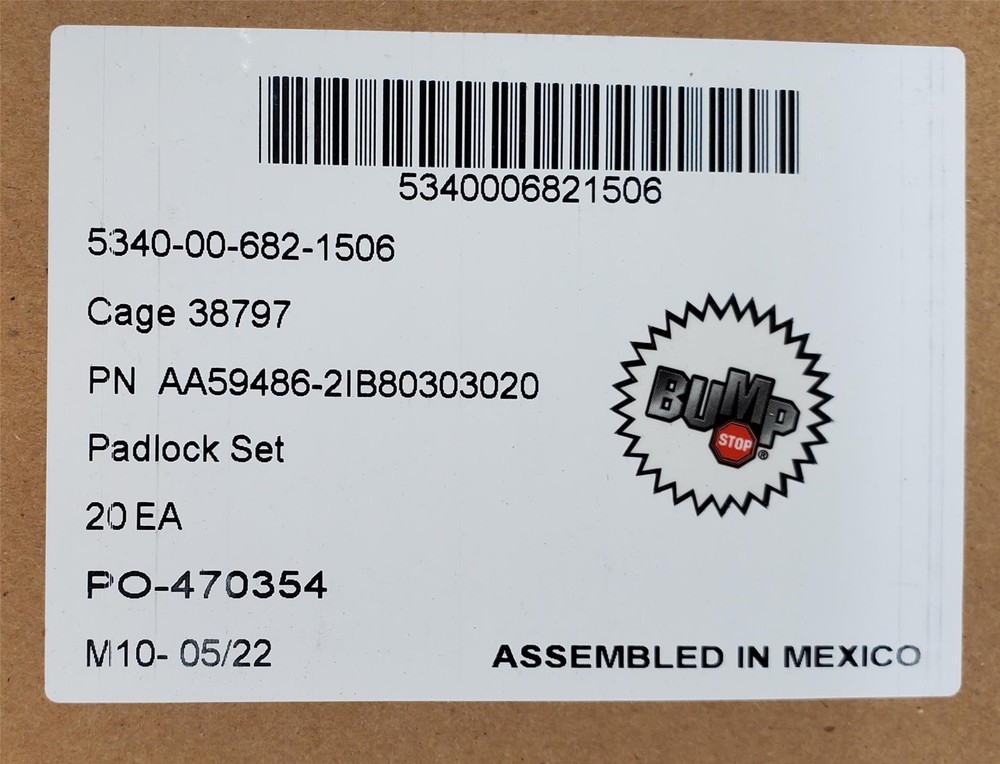 5340006821506
5340-00-682-1506
Cage 38797
PN AA59486-2IB80303020
BUMP
STOP
®
Padlock Set
20 EA
PO-470354
M10- 05/22
ASSEMBLED IN MEXICO